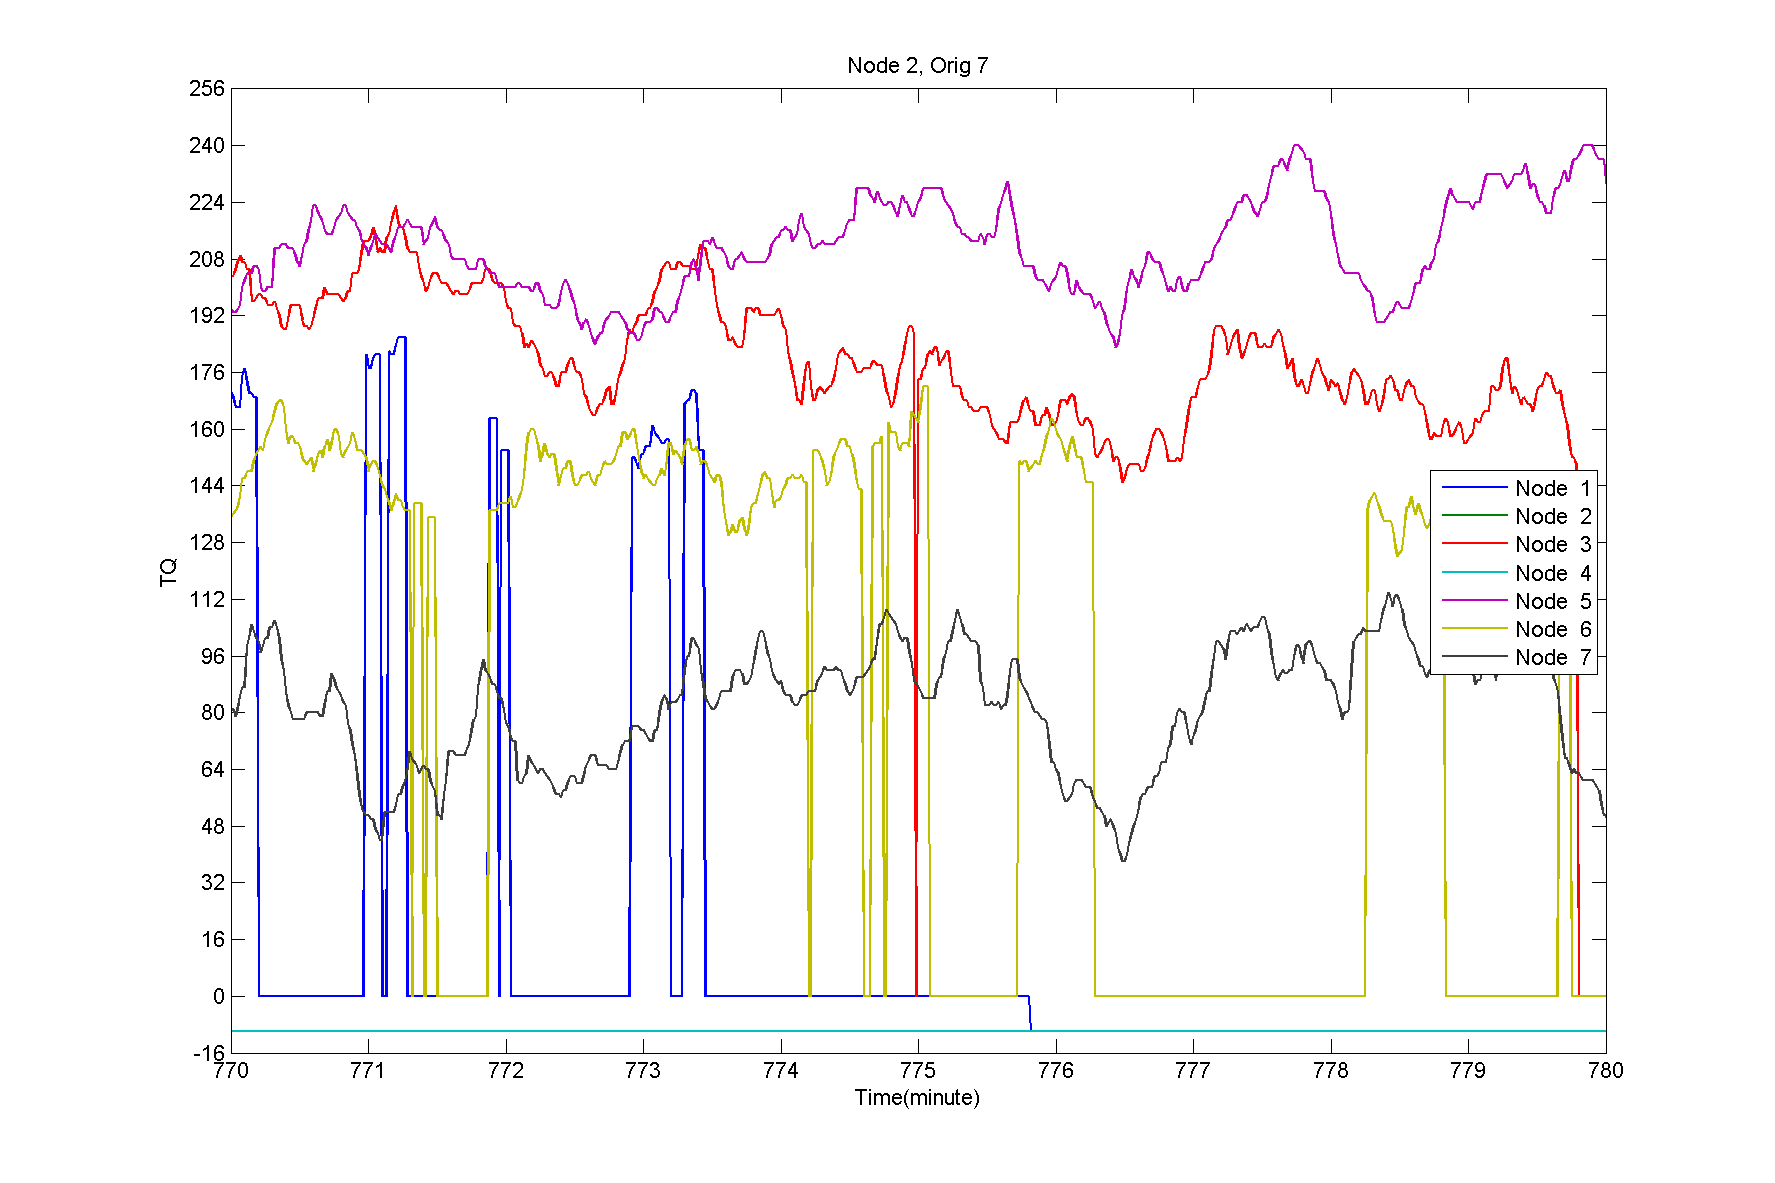 Node 2, Orig 7
256
240
224
208
192
176
160
144
128
112
96
80
64
48
32
16
0
-16
TQ
Node 1
Node 2
Node 3
Node 4
Node 5
Node 6
Node 7
770 771 772 773 774 775 776 777 778 779 780
Time(minute)